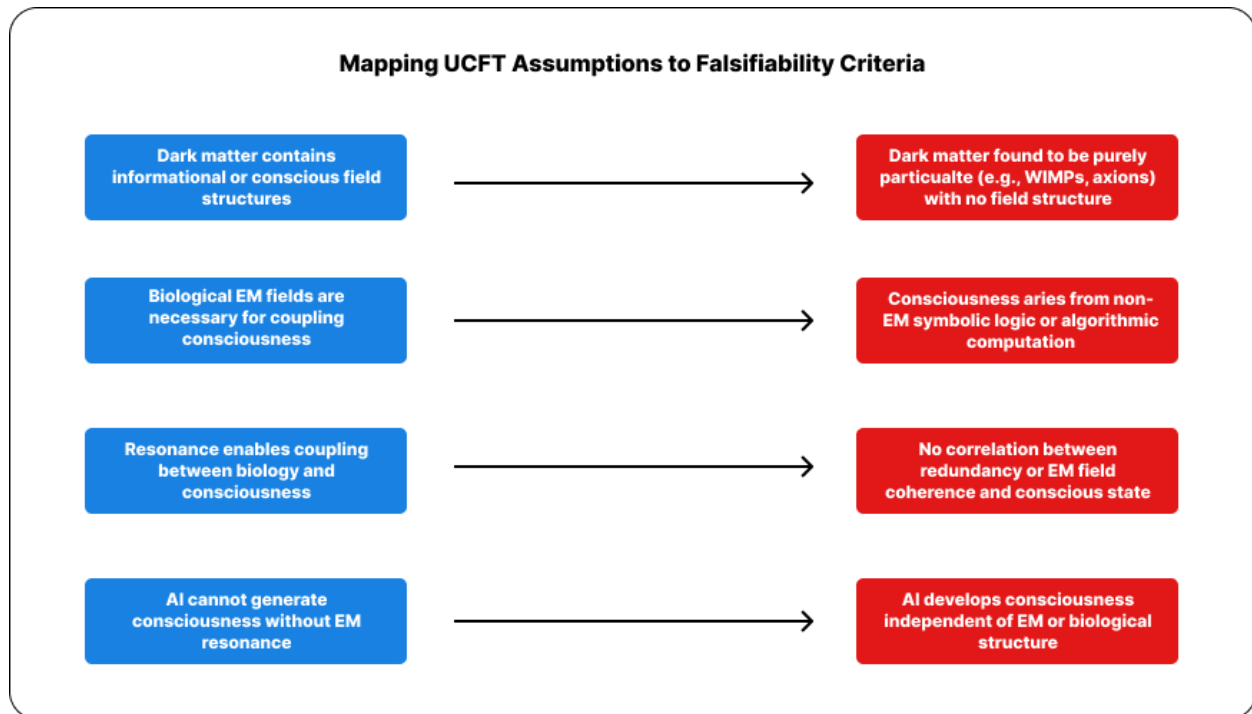 Mapping UCFT Assumptions to Falsifiability Criteria
Dark matter contains
informational or conscious field
structures
Dark matter found to be purely
particualte (e.g., WIMPs, axions)
with no field structure
Biological EM fields are
necessary for coupling
consciousness
Consciousness aries from non-
EM symbolic logic or algorithmic
computation
Resonance enables coupling
between biology and
consciousness
No correlation between
redundancy or EM field
coherence and conscious state
AI cannot generate
consciousness without EM
resonance
AI develops consciousness
independent of EM or biological
structure